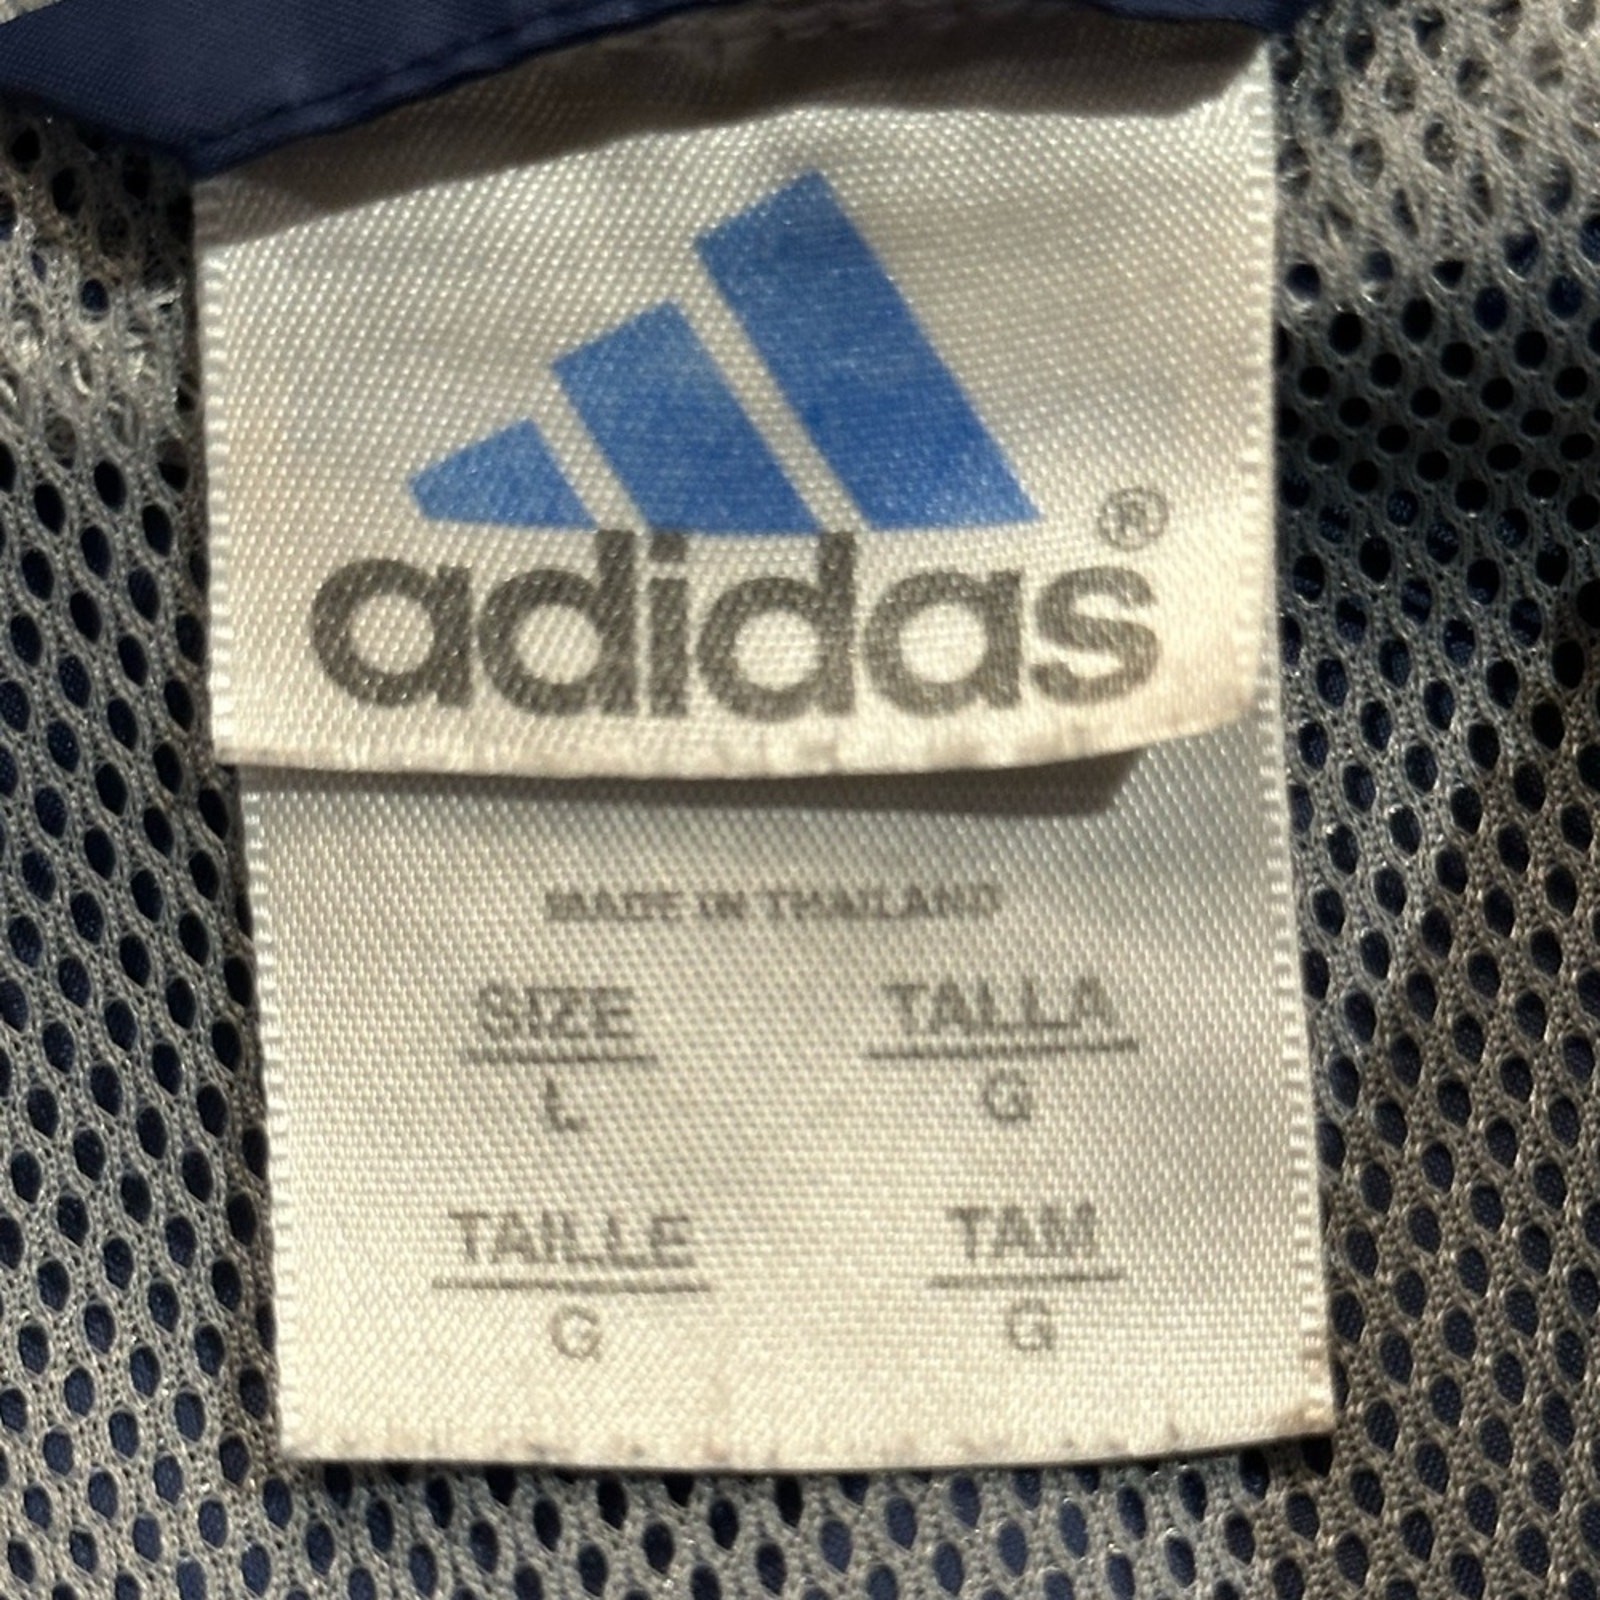 adidas ®
MADE IN THAILAND
SIZE TALLA
L G
TAILLE TAM
G G